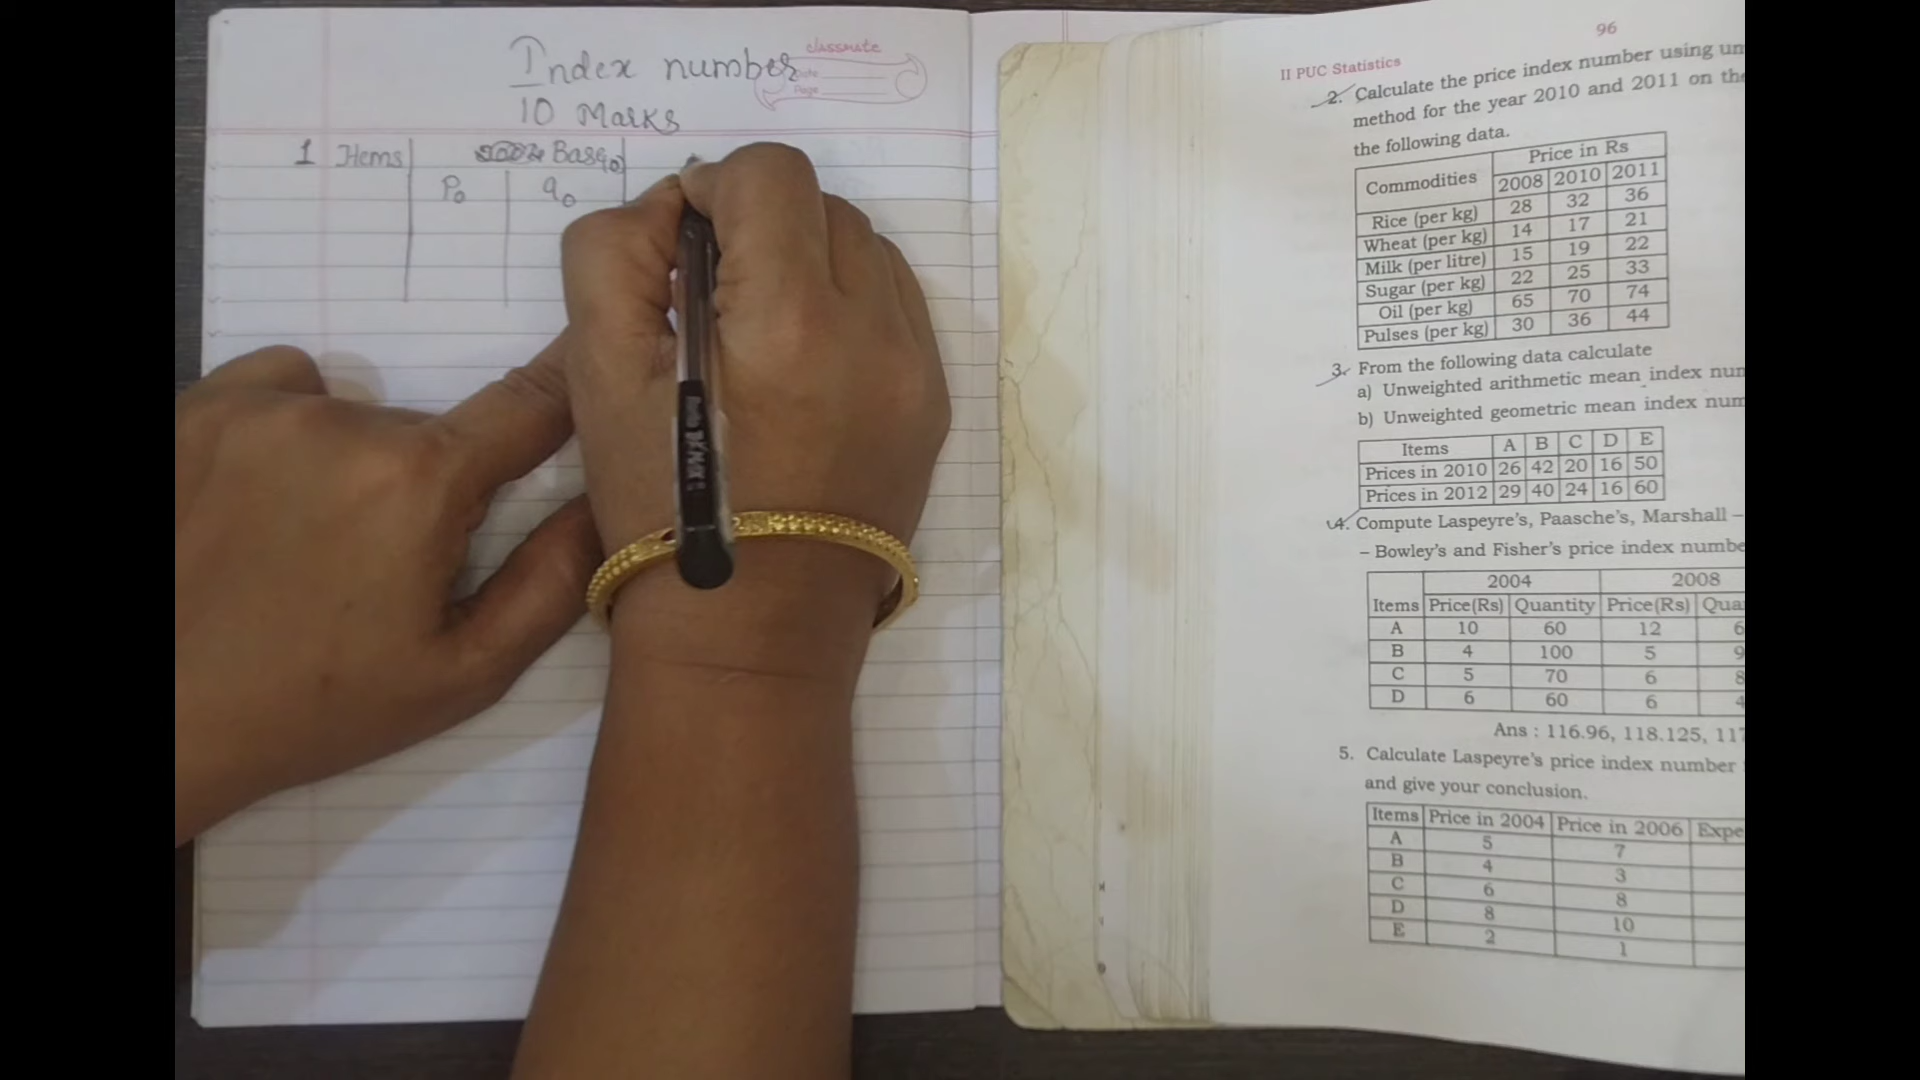 Index number
classmate
Date
Page
10 Marks
1 Items Base
P₀ q₀
96
II PUC Statistics
2. Calculate the price index number using
method for the year 2010 and 2011 on the
the following data.
Commodities Price in Rs
2008 2010 2011
Rice (per kg) 28 32 36
Wheat (per kg) 14 17 21
Milk (per litre) 15 19 22
Sugar (per kg) 22 25 33
Oil (per kg) 65 70 74
Pulses (per kg) 30 36 44
3. From the following data calculate
a) Unweighted arithmetic mean index
b) Unweighted geometric mean index
Items A B C D E
Prices in 2010 26 42 20 16 50
Prices in 2012 29 40 24 16 60
4. Compute Laspeyre's, Paasche's, Marshall –
– Bowley's and Fisher's price index
2004 2008
Items Price(Rs) Quantity Price(Rs)
A 10 60 12
B 4 100 5
C 5 70 6
D 6 60 6
Ans : 116.96, 118.125,
5. Calculate Laspeyre's price index number
and give your conclusion.
Items Price in 2004 Price in 2006
A 5 7
B 4 3
C 6 8
D 8 10
E 2 1